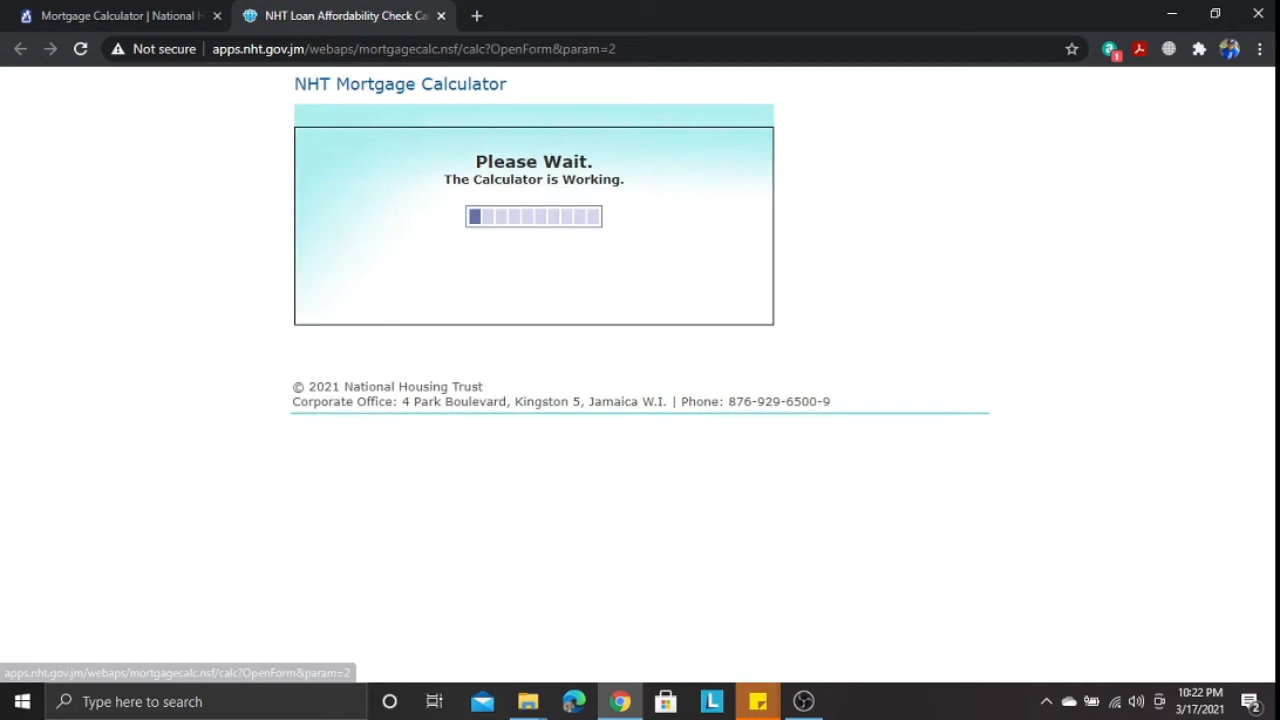 Mortgage Calculator | National H
NHT Loan Affordability Check Ca
Not secure
apps.nht.gov.jm/webaps/mortgagecalc.nsf/calc?OpenForm&param=2
1
NHT Mortgage Calculator
Please Wait.
The Calculator is Working.
© 2021 National Housing Trust
Corporate Office: 4 Park Boulevard, Kingston 5, Jamaica W.I. | Phone: 876-929-6500-9
apps.nht.gov.jm/webaps/mortgagecalc.nsf/calc?OpenForm&param=2
Type here to search
L
10:22 PM
3/17/2021
2